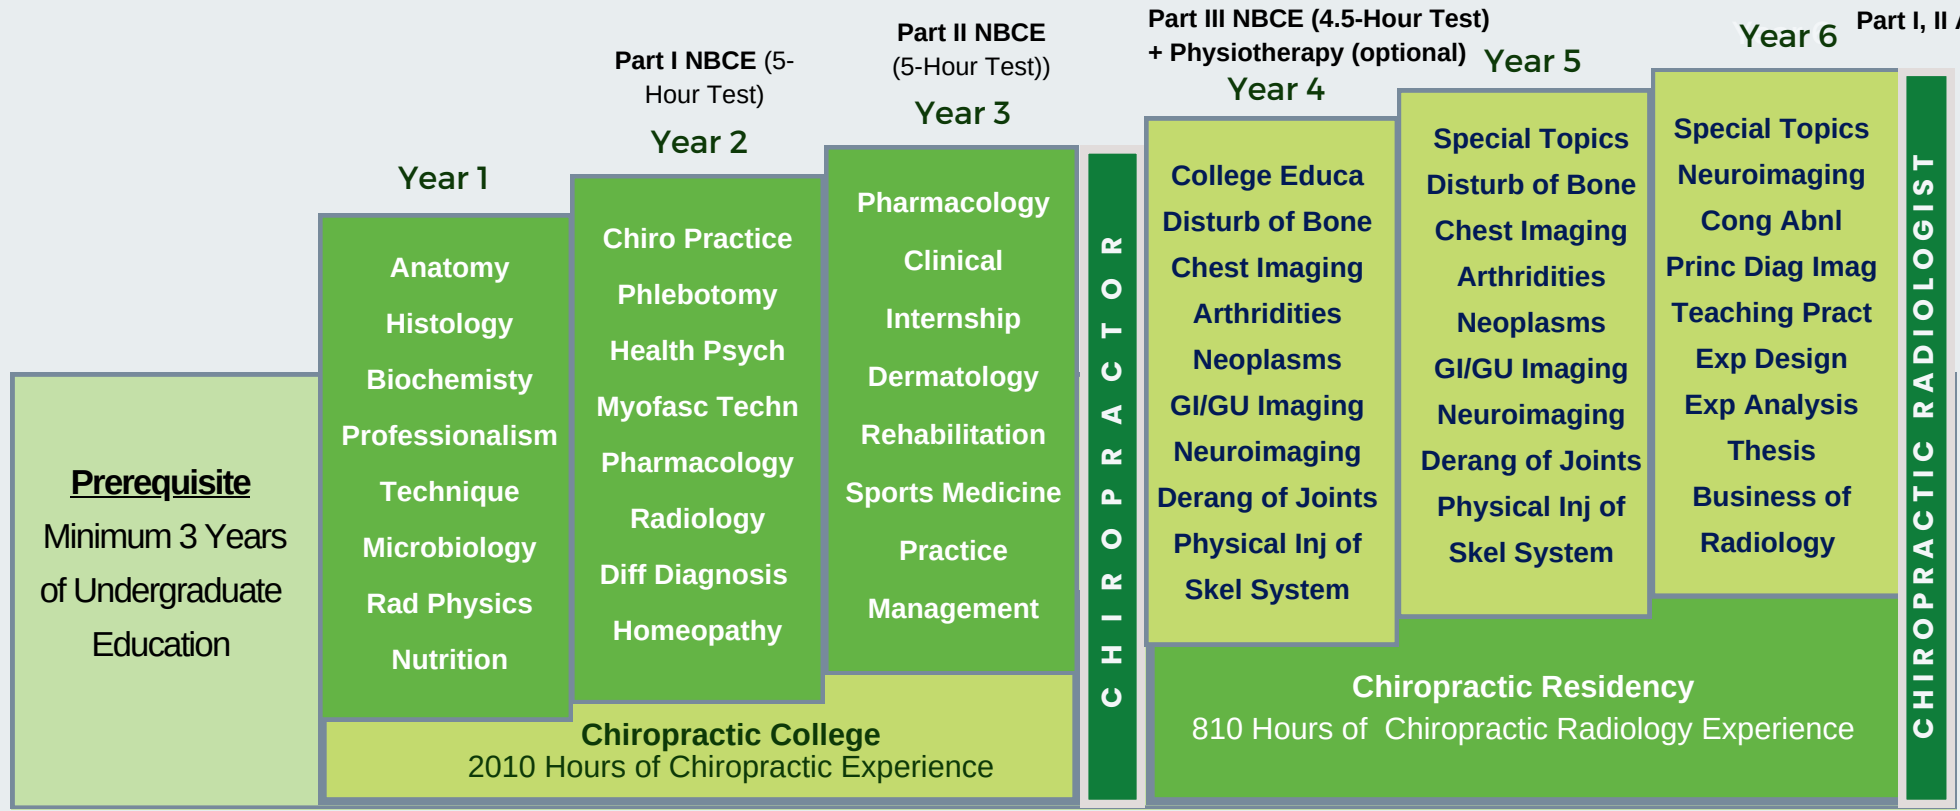 Prerequisite
Minimum 3 Years
of Undergraduate
Education
Year 1
Anatomy
Histology
Biochemisty
Professionalism
Technique
Microbiology
Rad Physics
Nutrition
Part I NBCE (5-
Hour Test)
Year 2
Chiro Practice
Phlebotomy
Health Psych
Myofasc Techn
Pharmacology
Radiology
Diff Diagnosis
Homeopathy
Part II NBCE
(5-Hour Test))
Year 3
Pharmacology
Clinical
Internship
Dermatology
Rehabilitation
Sports Medicine
Practice
Management
Chiropractic College
2010 Hours of Chiropractic Experience
CHIROPRACTOR
Part III NBCE (4.5-Hour Test)
+ Physiotherapy (optional)
Year 4
College Educa
Disturb of Bone
Chest Imaging
Arthridities
Neoplasms
GI/GU Imaging
Neuroimaging
Derang of Joints
Physical Inj of
Skel System
Year 5
Special Topics
Disturb of Bone
Chest Imaging
Arthridities
Neoplasms
GI/GU Imaging
Neuroimaging
Derang of Joints
Physical Inj of
Skel System
Year 6
Special Topics
Neuroimaging
Cong Abnl
Princ Diag Imag
Teaching Pract
Exp Design
Exp Analysis
Thesis
Business of
Radiology
Chiropractic Residency
810 Hours of Chiropractic Radiology Experience
Part I, II
CHIROPRACTIC RADIOLOGIST